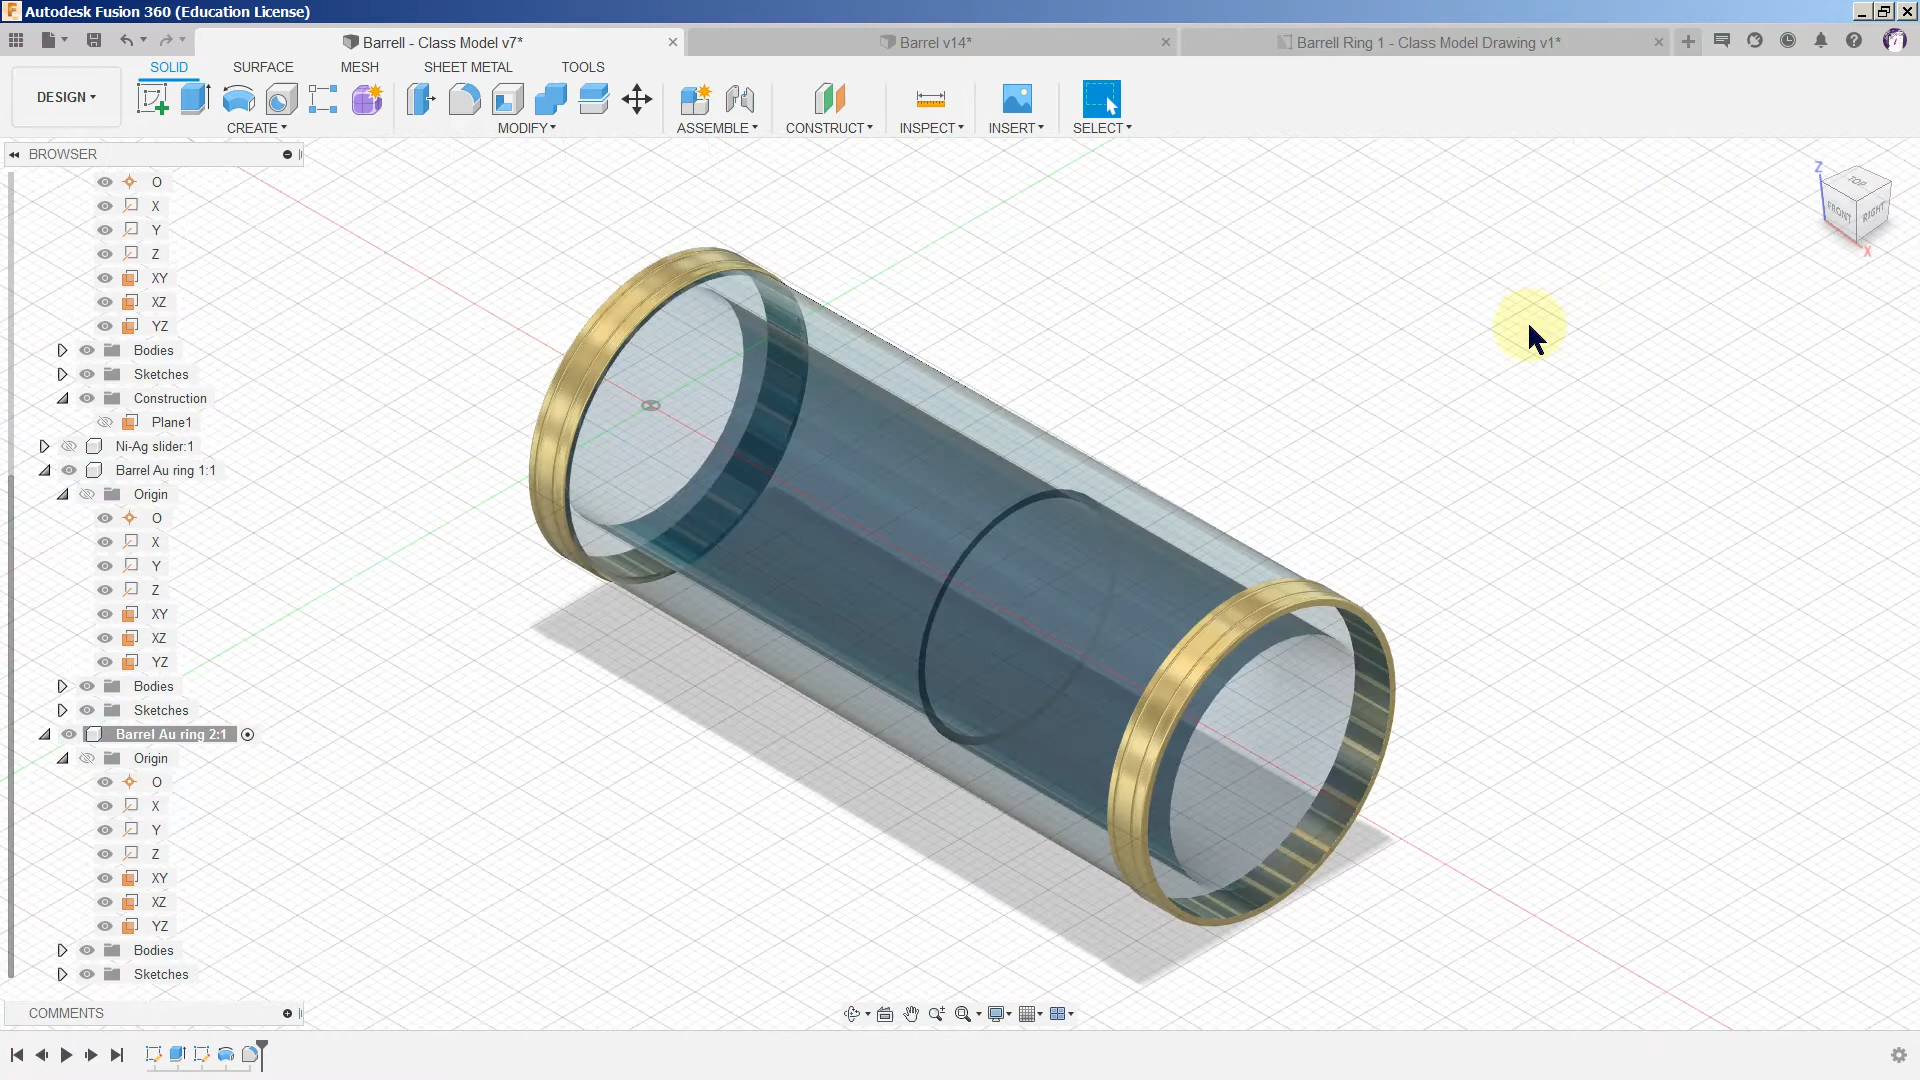 Autodesk Fusion 360 (Education License)
Barrell - Class Model v7*
Barrel v14*
Barrell Ring 1 - Class Model Drawing v1*
SOLID
SURFACE
MESH
SHEET METAL
TOOLS
DESIGN
CREATE
MODIFY
ASSEMBLE
CONSTRUCT
INSPECT
INSERT
SELECT
BROWSER
O
X
Y
Z
XY
XZ
YZ
Bodies
Sketches
Construction
Plane1
Ni-Ag slider:1
Barrel Au ring 1:1
Origin
O
X
Y
Z
XY
XZ
YZ
Bodies
Sketches
Barrel Au ring 2:1
Origin
O
X
Y
Z
XY
XZ
YZ
Bodies
Sketches
Z
TOP
FRONT
RIGHT
X
COMMENTS